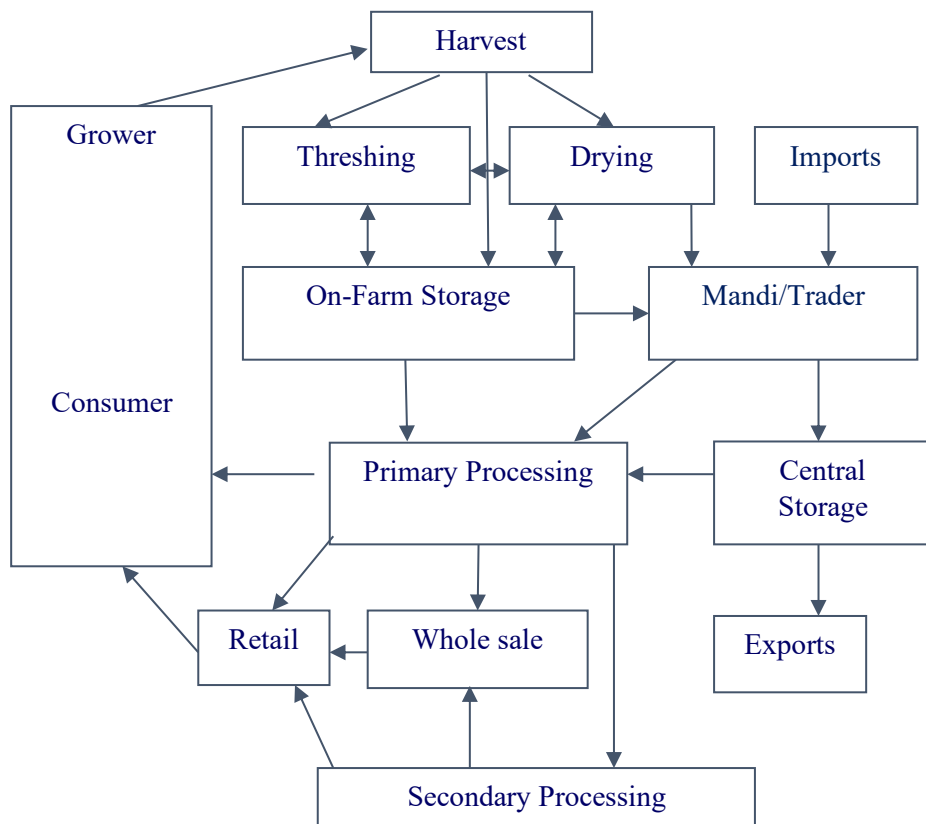 Harvest
Grower
Threshing
Drying
Imports
On-Farm Storage
Mandi/Trader
Consumer
Primary Processing
Central
Storage
Retail
Whole sale
Exports
Secondary Processing